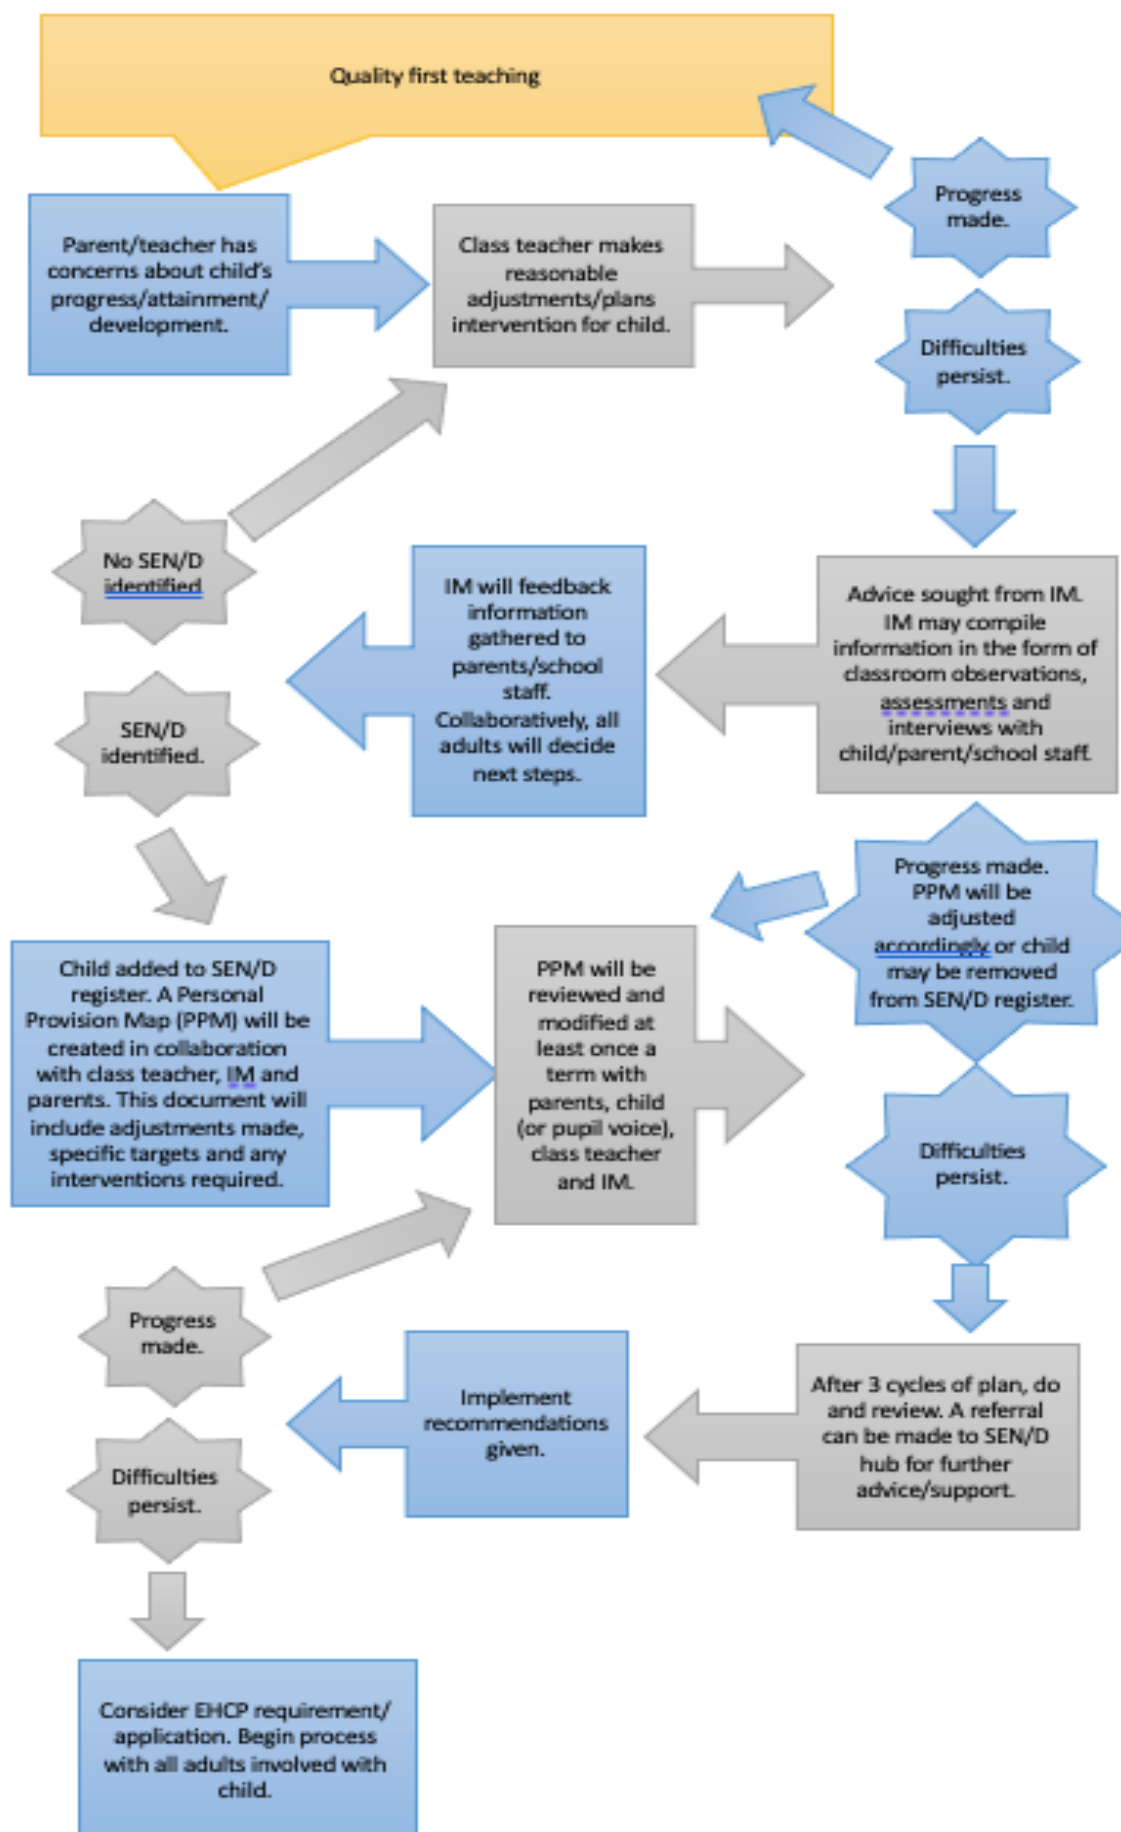 Quality first teaching
Parent/teacher has
concerns about child's
progress/attainment/
development.
Class teacher makes
reasonable
adjustments/plans
intervention for child.
Progress
made.
Difficulties
persist.
Advice sought from IM.
IM may compile
information in the form of
classroom observations,
assessments and
interviews with
child/parent/school staff.
IM will feedback
information
gathered to
parents/school
staff.
Collaboratively, all
adults will decide
next steps.
No SEN/D
identified
SEN/D
identified.
Child added to SEN/D
register. A Personal
Provision Map (PPM) will be
created in collaboration
with class teacher, IM and
parents. This document will
include adjustments made,
specific targets and any
interventions required.
PPM will be
reviewed and
modified at
least once a
term with
parents, child
(or pupil voice),
class teacher
and IM.
Progress made.
PPM will be
adjusted
accordingly or child
may be removed
from SEN/D register.
Difficulties
persist.
After 3 cycles of plan, do
and review. A referral
can be made to SEN/D
hub for further
advice/support.
Implement
recommendations
given.
Progress
made.
Difficulties
persist.
Consider EHCP requirement/
application. Begin process
with all adults involved with
child.